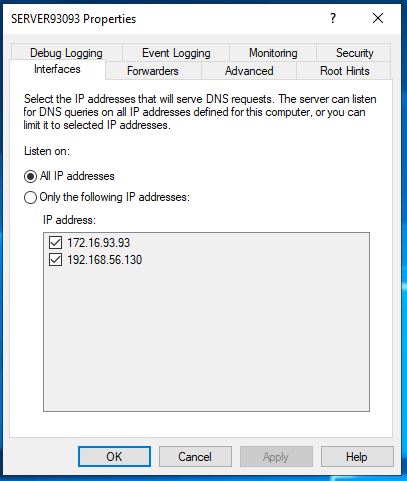 SERVER93093 Properties
Debug Logging Event Logging Monitoring Security
Interfaces Forwarders Advanced Root Hints
Select the IP addresses that will serve DNS requests. The server can listen
for DNS queries on all IP addresses defined for this computer, or you can
limit it to selected IP addresses.
Listen on:
All IP addresses
Only the following IP addresses:
IP address:
172.16.93.93
192.168.56.130
OK Cancel Apply Help